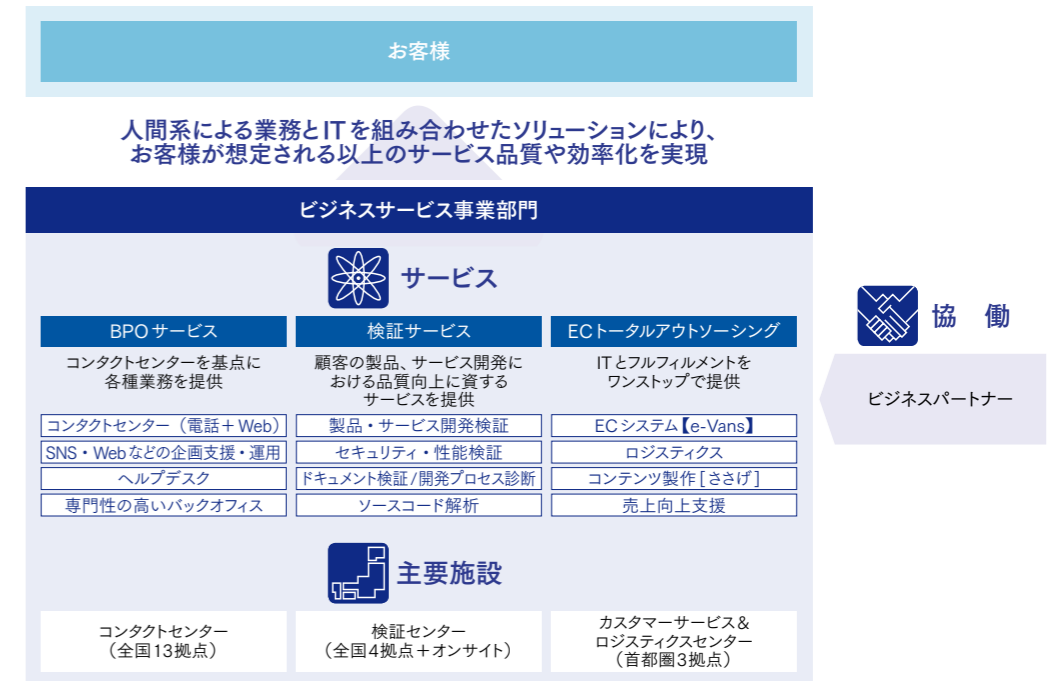 お客様
人間系による業務とITを組み合わせたソリューションにより、
お客様が想定される以上のサービス品質や効率化を実現
ビジネスサービス事業部門
サービス
BPOサービス
コンタクトセンターを基点に
各種業務を提供
コンタクトセンター（電話＋Web）
SNS・Webなどの企画支援・運用
ヘルプデスク
専門性の高いバックオフィス
検証サービス
顧客の製品、サービス開発に
おける品質向上に資する
サービスを提供
製品・サービス開発検証
セキュリティ・性能検証
ドキュメント検証/開発プロセス診断
ソースコード解析
ECトータルアウトソーシング
ITとフルフィルメントを
ワンストップで提供
ECシステム【e-Vans】
ロジスティクス
コンテンツ製作［ささげ］
売上向上支援
協　働
ビジネスパートナー
主要施設
コンタクトセンター
（全国13拠点）
検証センター
（全国4拠点＋オンサイト）
カスタマーサービス＆
ロジスティクスセンター
（首都圏3拠点）